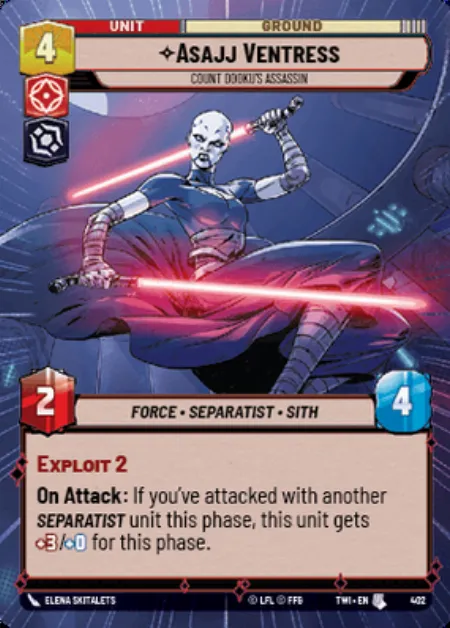 UNIT GROUND
4
ASAJJ VENTRESS
COUNT DOOKU'S ASSASSIN
2
FORCE • SEPARATIST • SITH
4
EXPLOIT 2
On Attack: If you've attacked with another
SEPARATIST unit this phase, this unit gets
+3/+0 for this phase.
ELENA SKITALETS © LFL © FFG TWI • EN 402